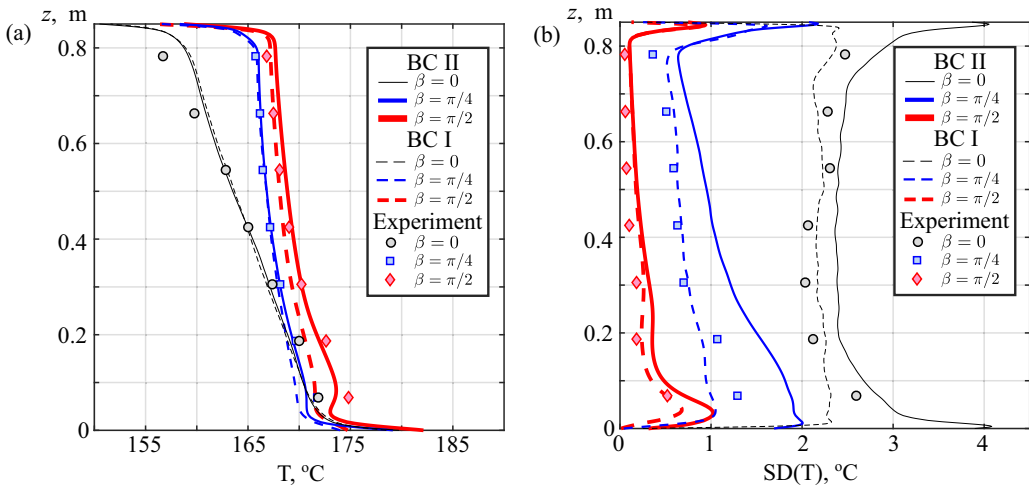 (a)
z, m
0.8
0.6
0.4
0.2
0
155
165
175
185
T, °C
BC II
β = 0
β = π/4
β = π/2
BC I
β = 0
β = π/4
β = π/2
Experiment
β = 0
β = π/4
β = π/2
(b)
z, m
0.8
0.6
0.4
0.2
0
0
1
2
3
4
SD(T), °C
BC II
β = 0
β = π/4
β = π/2
BC I
β = 0
β = π/4
β = π/2
Experiment
β = 0
β = π/4
β = π/2